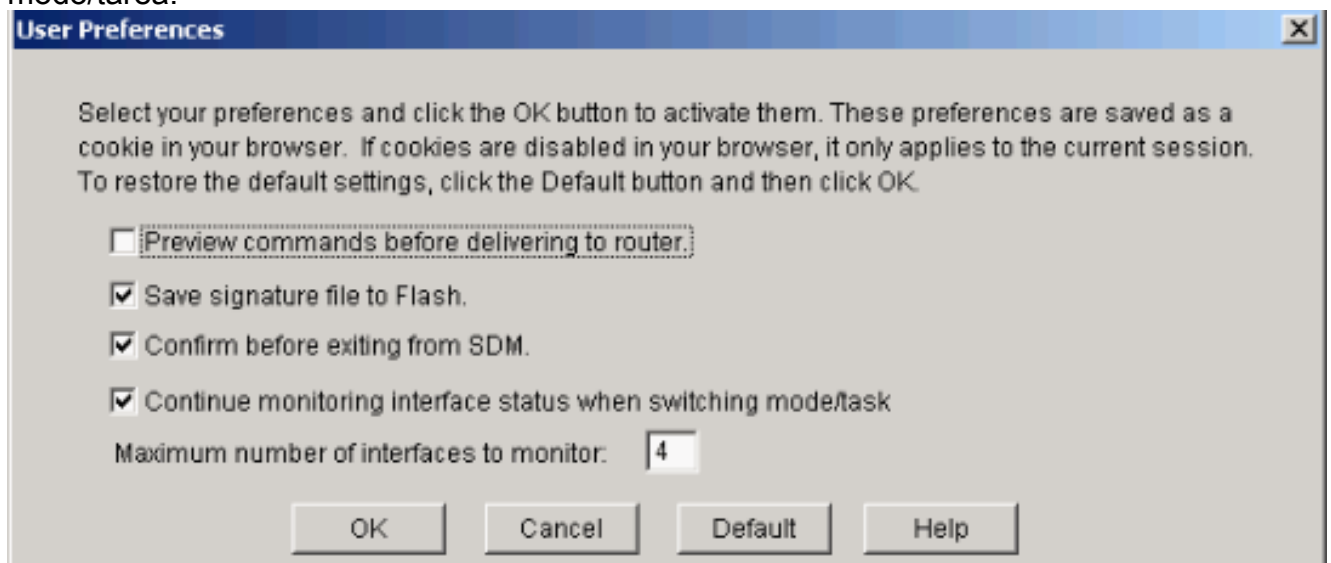 modo/tarea.
User Preferences
Select your preferences and click the OK button to activate them. These preferences are saved as a
cookie in your browser. If cookies are disabled in your browser, it only applies to the current session.
To restore the default settings, click the Default button and then click OK.
Preview commands before delivering to router.
Save signature file to Flash.
Confirm before exiting from SDM.
Continue monitoring interface status when switching mode/task
Maximum number of interfaces to monitor: 4
OK Cancel Default Help